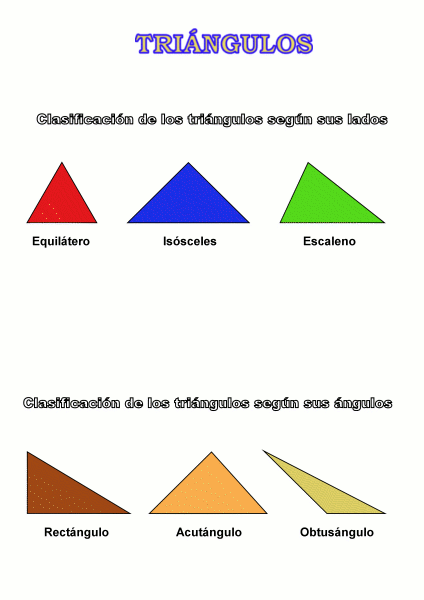 TRIÁNGULOS
Clasificación de los triángulos según sus lados
Equilátero Isósceles Escaleno
Clasificación de los triángulos según sus ángulos
Rectángulo Acutángulo Obtusángulo